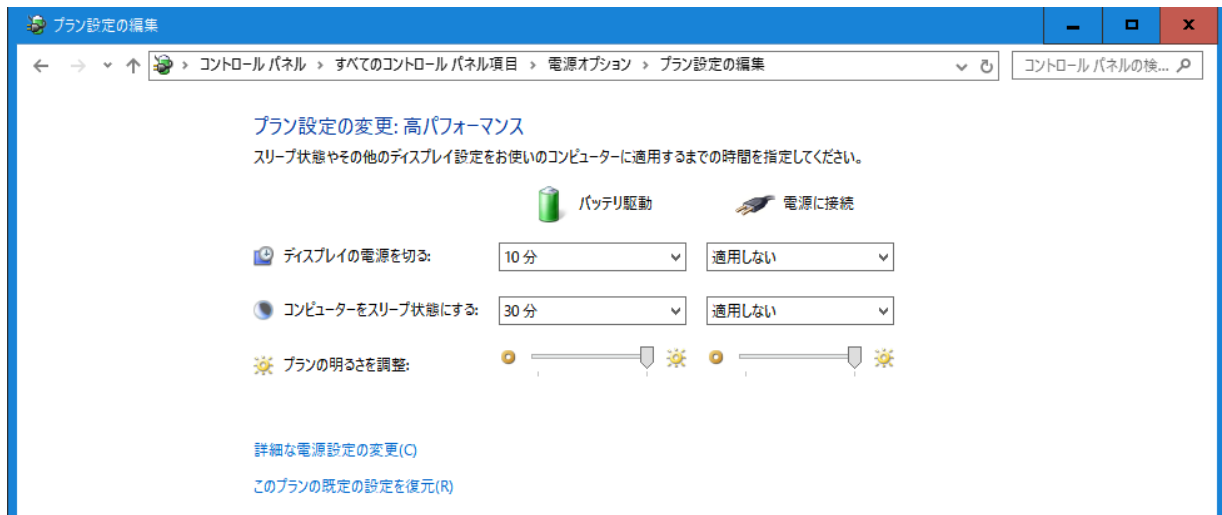 プラン設定の編集
コントロール パネル › すべてのコントロール パネル項目 › 電源オプション › プラン設定の編集
コントロール パネルの検...
プラン設定の変更: 高パフォーマンス
スリープ状態やその他のディスプレイ設定をお使いのコンピューターに適用するまでの時間を指定してください。
バッテリ駆動 電源に接続
ディスプレイの電源を切る: 10 分 適用しない
コンピューターをスリープ状態にする: 30 分 適用しない
プランの明るさを調整:
詳細な電源設定の変更(C)
このプランの既定の設定を復元(R)